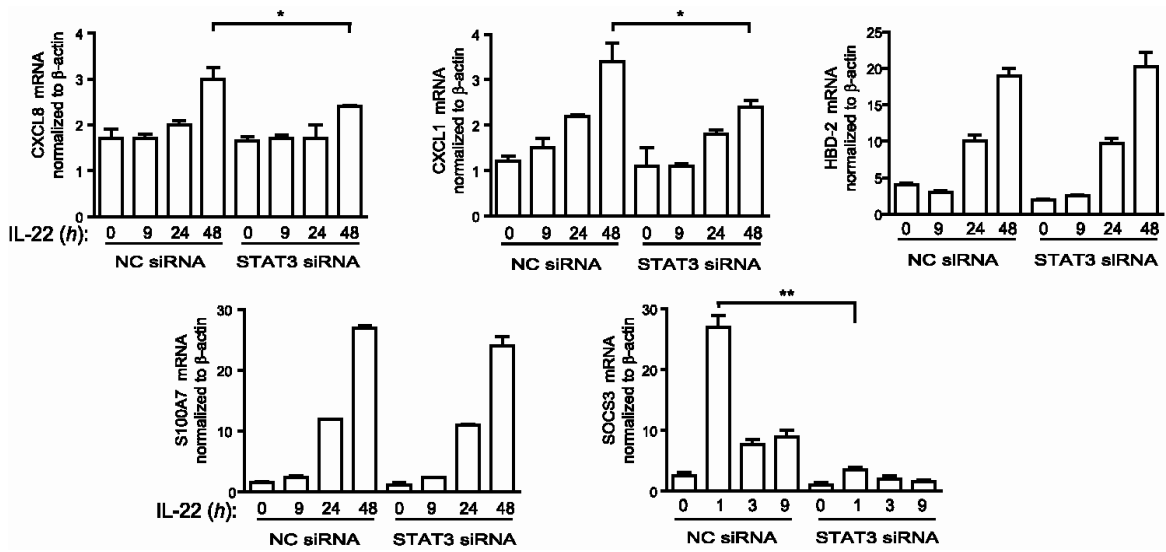 *
CXCL8 mRNA
normalized to β-actin
4
3
2
1
0
IL-22 (h): 0 9 24 48 0 9 24 48
NC siRNA STAT3 siRNA
*
CXCL1 mRNA
normalized to β-actin
4
3
2
1
0
0 9 24 48 0 9 24 48
NC siRNA STAT3 siRNA
HBD-2 mRNA
normalized to β-actin
25
20
15
10
5
0
0 9 24 48 0 9 24 48
NC siRNA STAT3 siRNA
S100A7 mRNA
normalized to β-actin
30
20
10
0
IL-22 (h): 0 9 24 48 0 9 24 48
NC siRNA STAT3 siRNA
**
SOCS3 mRNA
normalized to β-actin
30
20
10
0
0 1 3 9 0 1 3 9
NC siRNA STAT3 siRNA